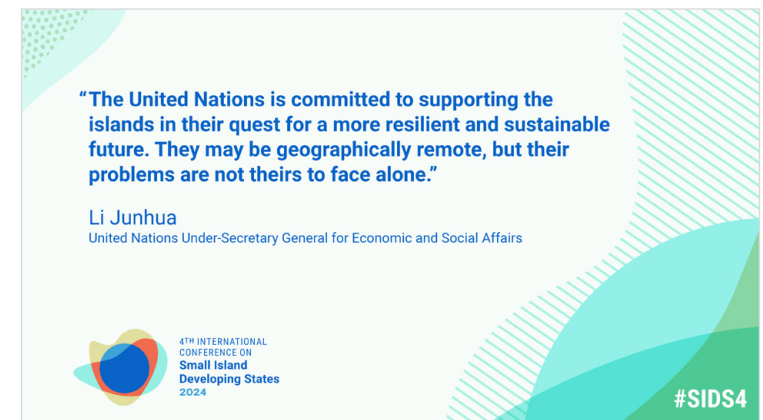 “The United Nations is committed to supporting the
islands in their quest for a more resilient and sustainable
future. They may be geographically remote, but their
problems are not theirs to face alone.”
Li Junhua
United Nations Under-Secretary General for Economic and Social Affairs
4TH INTERNATIONAL
CONFERENCE ON
Small Island
Developing States
2024
#SIDS4